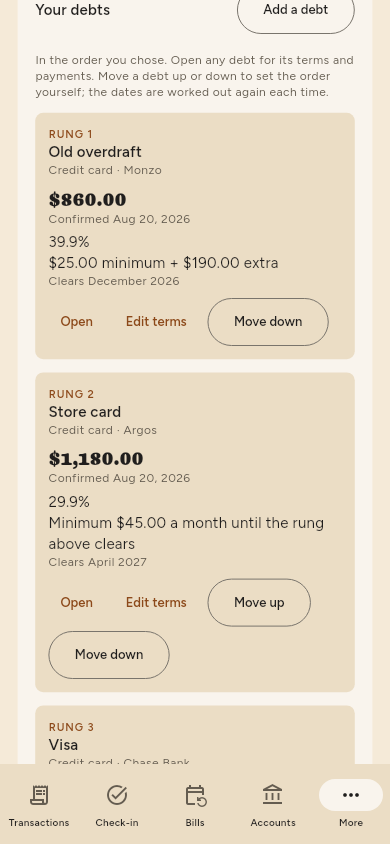 Your debts
Add a debt
In the order you chose. Open any debt for its terms and
payments. Move a debt up or down to set the order
yourself; the dates are worked out again each time.
RUNG 1
Old overdraft
Credit card · Monzo
$860.00
Confirmed Aug 20, 2026
39.9%
$25.00 minimum + $190.00 extra
Clears December 2026
Open
Edit terms
Move down
RUNG 2
Store card
Credit card · Argos
$1,180.00
Confirmed Aug 20, 2026
29.9%
Minimum $45.00 a month until the rung
above clears
Clears April 2027
Open
Edit terms
Move up
Move down
RUNG 3
Visa
Credit card · Chase Bank
Transactions
Check-in
Bills
Accounts
More